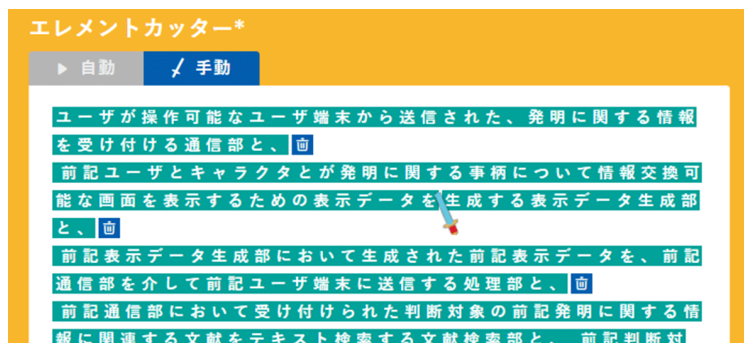 エレメントカッター*
自動
手動
ユーザが操作可能なユーザ端末から送信された、発明に関する情報
を受け付ける通信部と、
前記ユーザとキャラクタとが発明に関する事柄について情報交換可
能な画面を表示するための表示データを生成する表示データ生成部
と、
前記表示データ生成部において生成された前記表示データを、前記
通信部を介して前記ユーザ端末に送信する処理部と、
前記通信部において受け付けられた判断対象の前記発明に関する情
報に関連する文献をテキスト検索する文献検索部と、 前記判断対